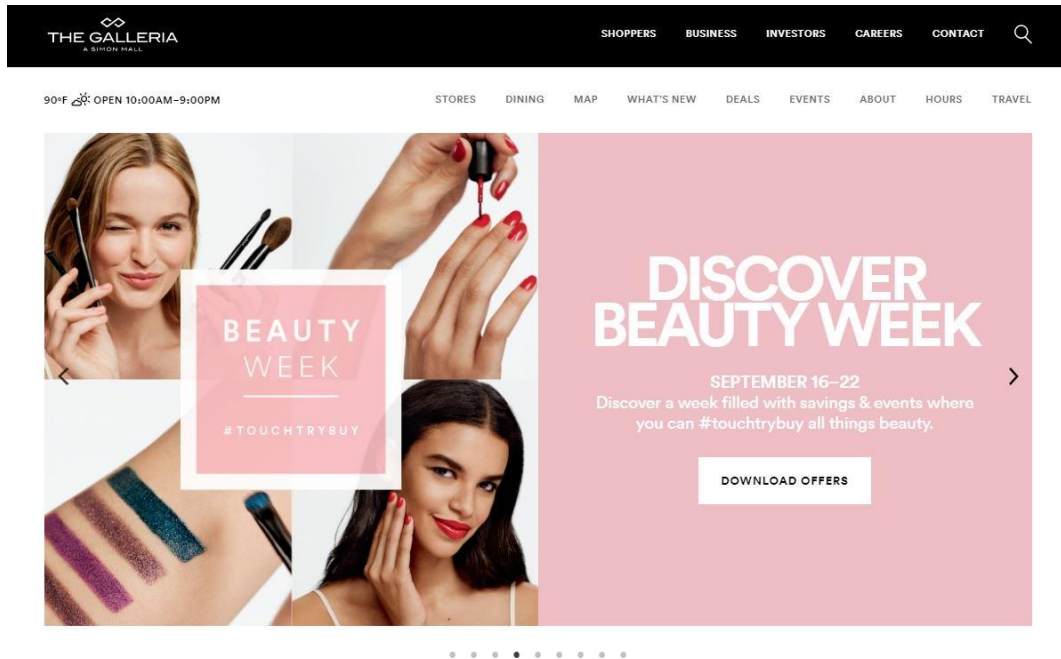 THE GALLERIA
A SIMON MALL
SHOPPERS BUSINESS INVESTORS CAREERS CONTACT
90°F OPEN 10:00AM–9:00PM
STORES DINING MAP WHAT'S NEW DEALS EVENTS ABOUT HOURS TRAVEL
BEAUTY
WEEK
#TOUCHTRYBUY
DISCOVER
BEAUTY WEEK
SEPTEMBER 16–22
Discover a week filled with savings & events where
you can #touchtrybuy all things beauty.
DOWNLOAD OFFERS